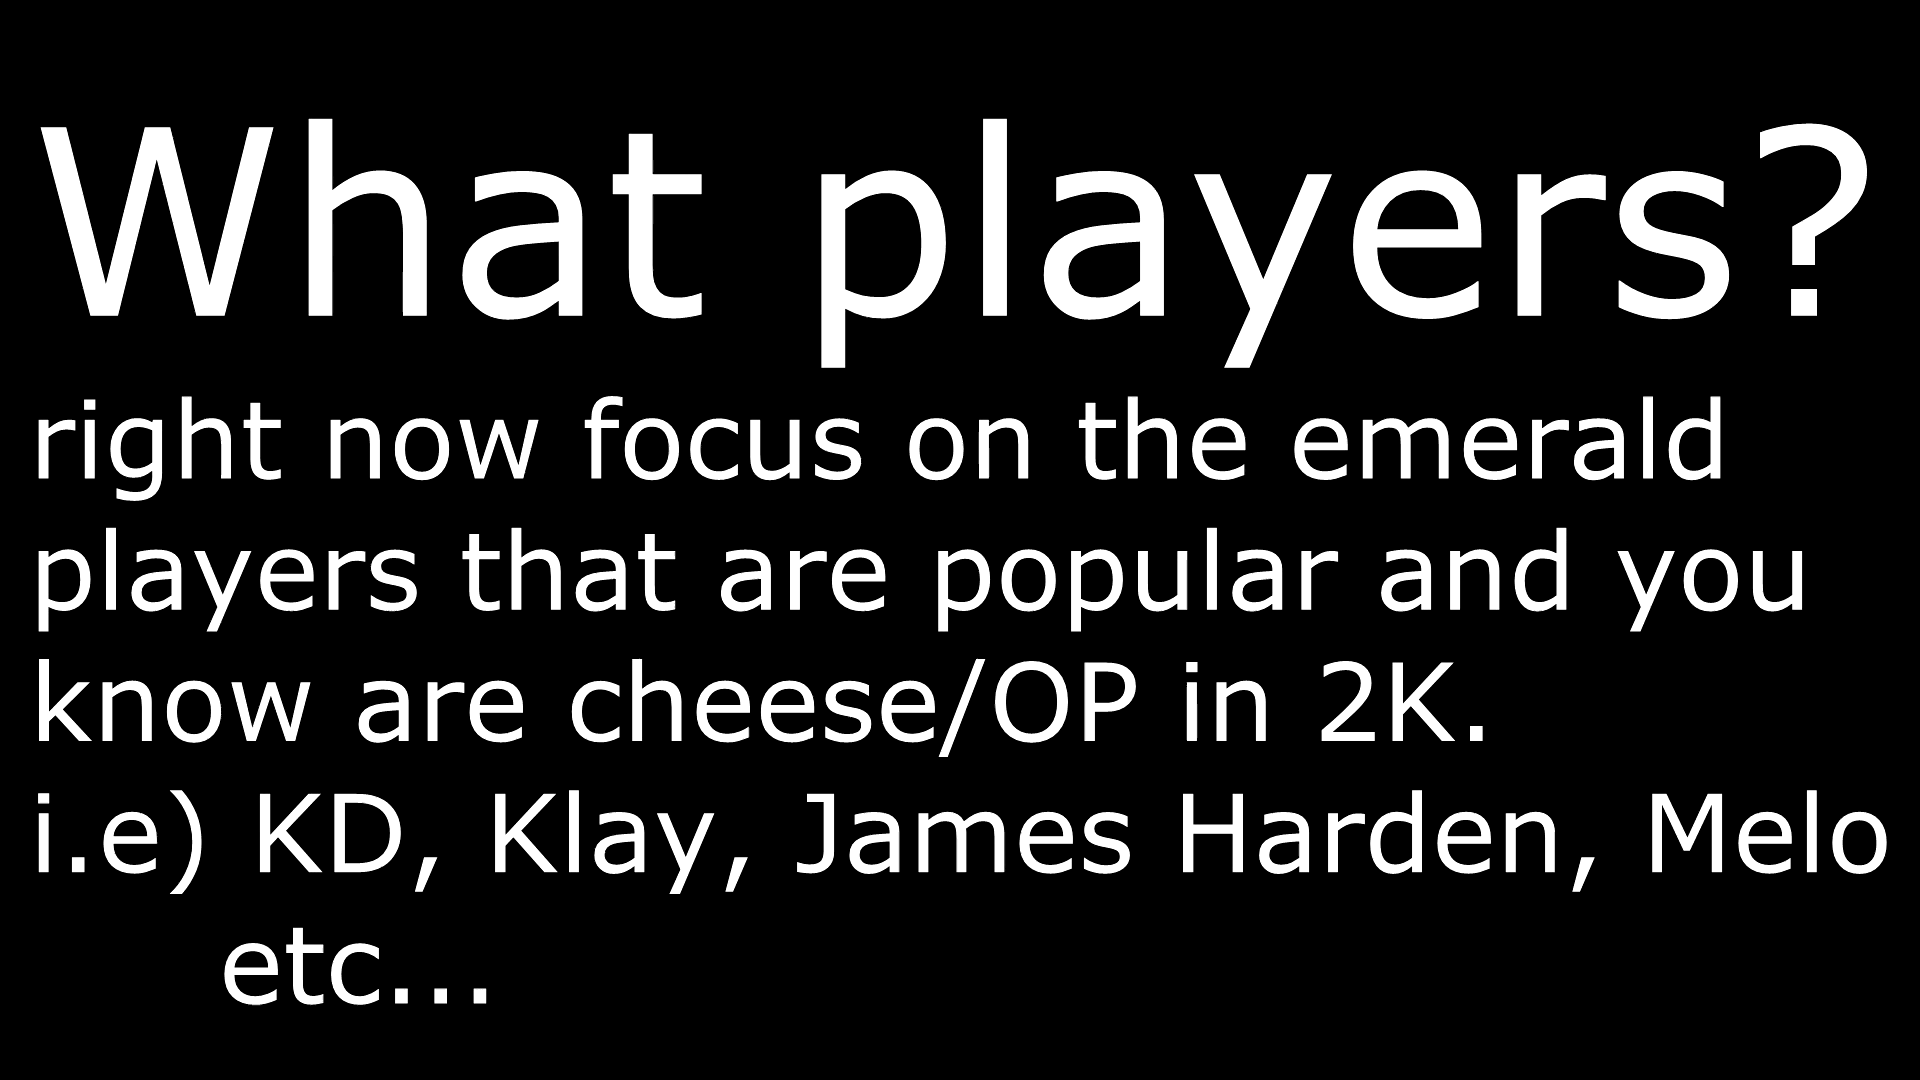 What players?
right now focus on the emerald
players that are popular and you
know are cheese/OP in 2K.
i.e) KD, Klay, James Harden, Melo
etc...